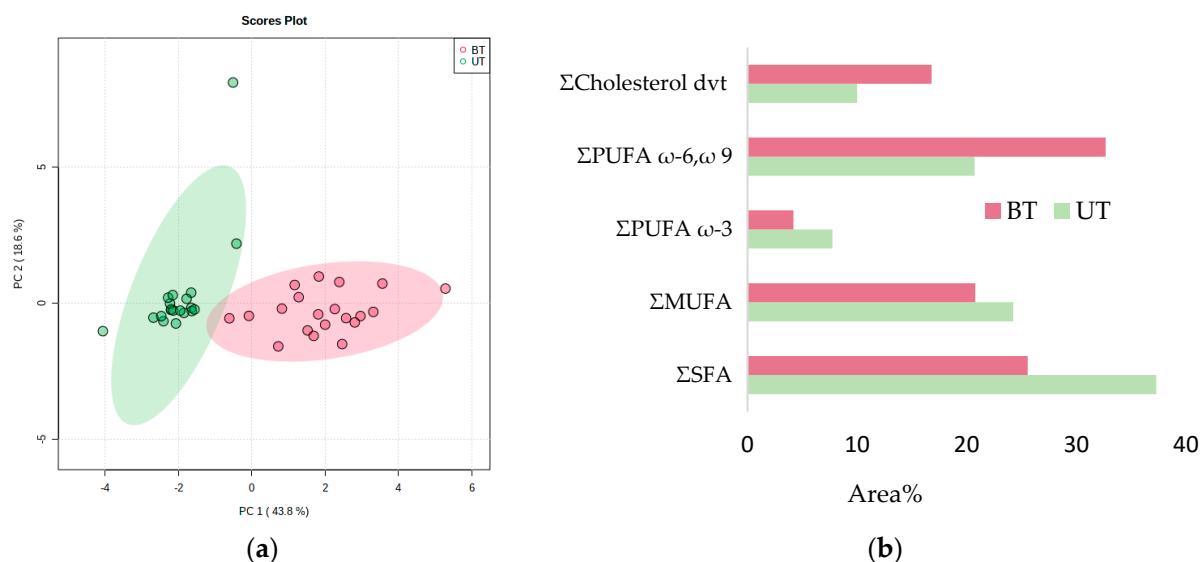 Scores Plot
BT
UT
5
0
-5
PC 2 ( 18.6 %)
-4 -2 0 2 4 6
PC 1 ( 43.8 %)
(a)
ΣCholesterol dvt
ΣPUFA ω-6,ω 9
ΣPUFA ω-3
ΣMUFA
ΣSFA
BT UT
0 10 20 30 40
Area%
(b)